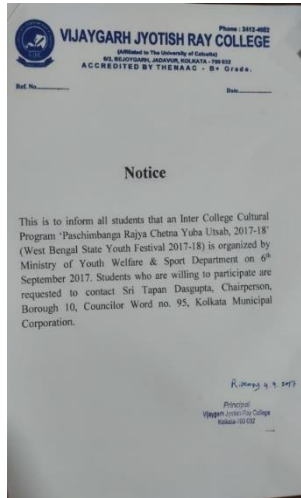 Phone : 2412-4082
VIJAYGARH JYOTISH RAY COLLEGE
(Affiliated to The University of Calcutta)
8/2, BEJOYGARH, JADAVUR, KOLKATA - 700 032
ACCREDITED BY THENAAC - B+ Grade.
Ref. No.
Date
Notice
This is to inform all students that an Inter College Cultural
Program 'Paschimbanga Rajya Chetna Yuba Utsab, 2017-18'
(West Bengal State Youth Festival 2017-18) is organized by
Ministry of Youth Welfare & Sport Department on 6th
September 2017. Students who are willing to participate are
requested to contact Sri Tapan Dasgupta, Chairperson,
Borough 10, Councilor Word no. 95, Kolkata Municipal
Corporation.
4.9.2017
Principal
Vijaygarh Jyotish Ray College
Kolkata-700 032